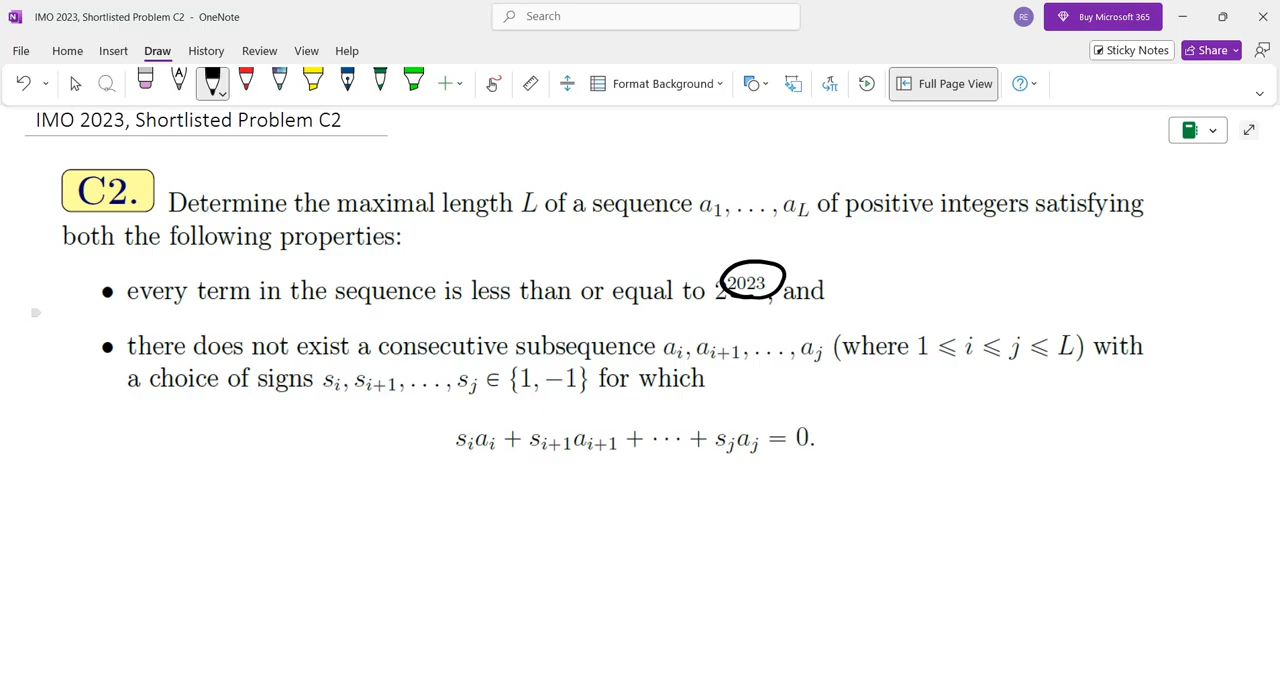 IMO 2023, Shortlisted Problem C2 - OneNote
Search
RE
Buy Microsoft 365
File Home Insert Draw History Review View Help
Sticky Notes
Share
Format Background
Full Page View
IMO 2023, Shortlisted Problem C2
C2. Determine the maximal length L of a sequence a₁, . . . , a_L of positive integers satisfying
both the following properties:
• every term in the sequence is less than or equal to 2²⁰²³, and
• there does not exist a consecutive subsequence aᵢ, aᵢ₊₁, . . . , aⱼ (where 1 ⩽ i ⩽ j ⩽ L) with
a choice of signs sᵢ, sᵢ₊₁, . . . , sⱼ ∈ {1, −1} for which
sᵢaᵢ + sᵢ₊₁aᵢ₊₁ + · · · + sⱼaⱼ = 0.